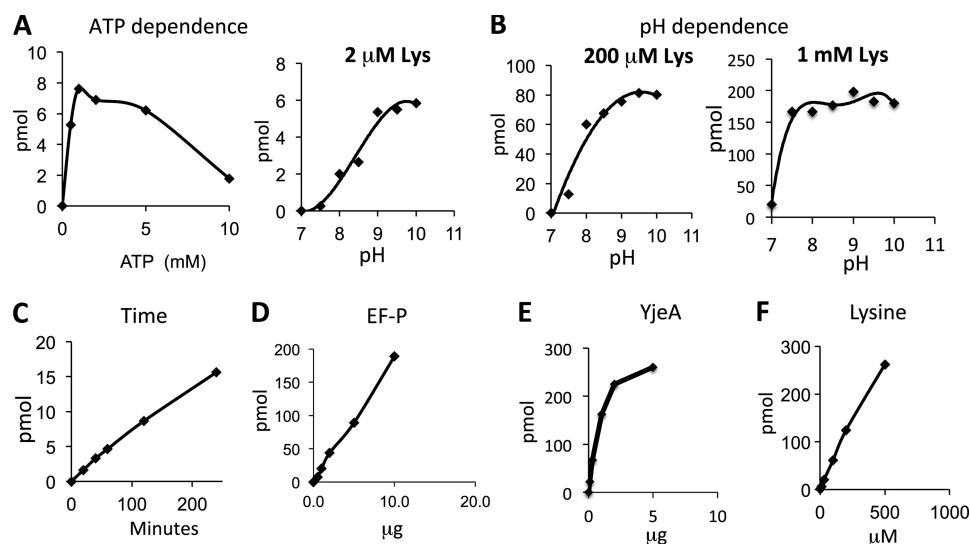 A ATP dependence
B pH dependence
10
8
6
4
2
0
pmol
0 5 10
ATP (mM)
2 μM Lys
8
6
4
2
0
pmol
7 8 9 10 11
pH
200 μM Lys
100
80
60
40
20
0
pmol
7 8 9 10 11
pH
1 mM Lys
250
200
150
100
50
0
pmol
7 8 9 10 11
pH
C Time
20
15
10
5
0
pmol
0 100 200
Minutes
D EF-P
200
150
100
50
0
pmol
0.0 10.0 20.0
μg
E YjeA
300
200
100
0
pmol
0 5 10
μg
F Lysine
300
200
100
0
pmol
0 500 1000
μM